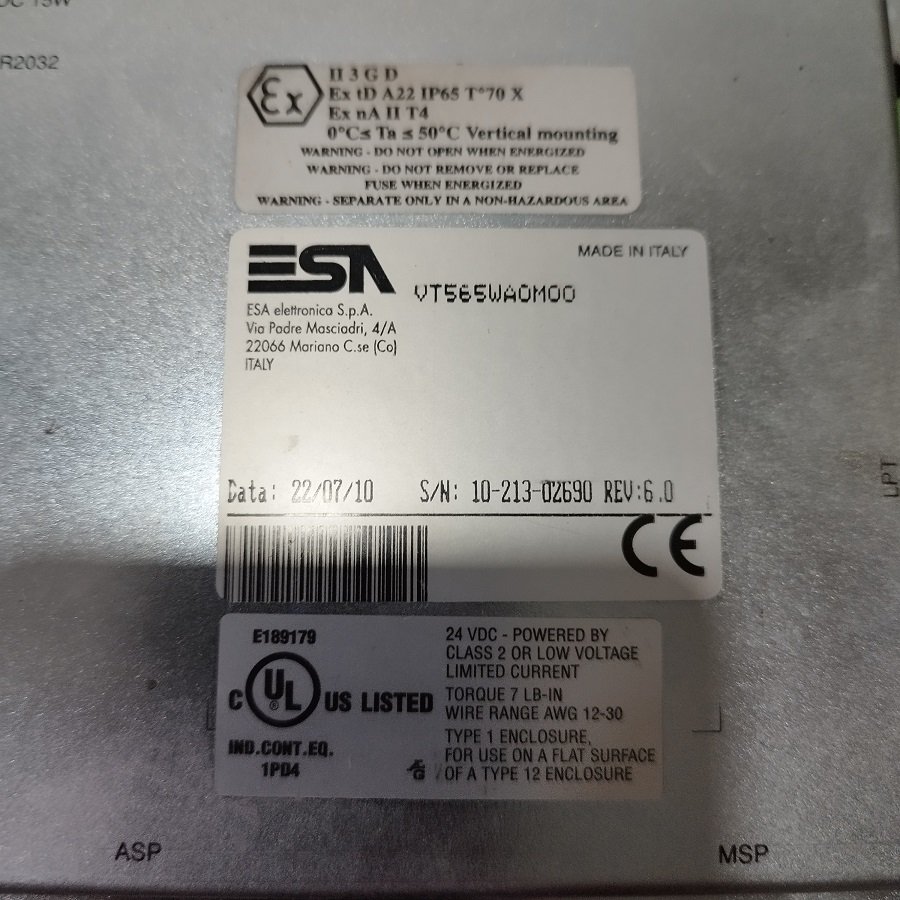 DC 15W
R2032
Ex
II 3 G D
Ex tD A22 IP65 T°70 X
Ex nA II T4
0°C≤ Ta ≤ 50°C Vertical mounting
WARNING - DO NOT OPEN WHEN ENERGIZED
WARNING - DO NOT REMOVE OR REPLACE
FUSE WHEN ENERGIZED
WARNING - SEPARATE ONLY IN A NON-HAZARDOUS AREA
ESA
MADE IN ITALY
VT565WA0M00
ESA elettronica S.p.A.
Via Padre Masciadri, 4/A
22066 Mariano C.se (Co)
ITALY
Data: 22/07/10 S/N: 10-213-02690 REV:6.0
CE
LPT
E189179
C UL ® US LISTED
IND.CONT.EQ.
1PD4
24 VDC - POWERED BY
CLASS 2 OR LOW VOLTAGE
LIMITED CURRENT
TORQUE 7 LB-IN
WIRE RANGE AWG 12-30
TYPE 1 ENCLOSURE,
FOR USE ON A FLAT SURFACE
OF A TYPE 12 ENCLOSURE
ASP
MSP